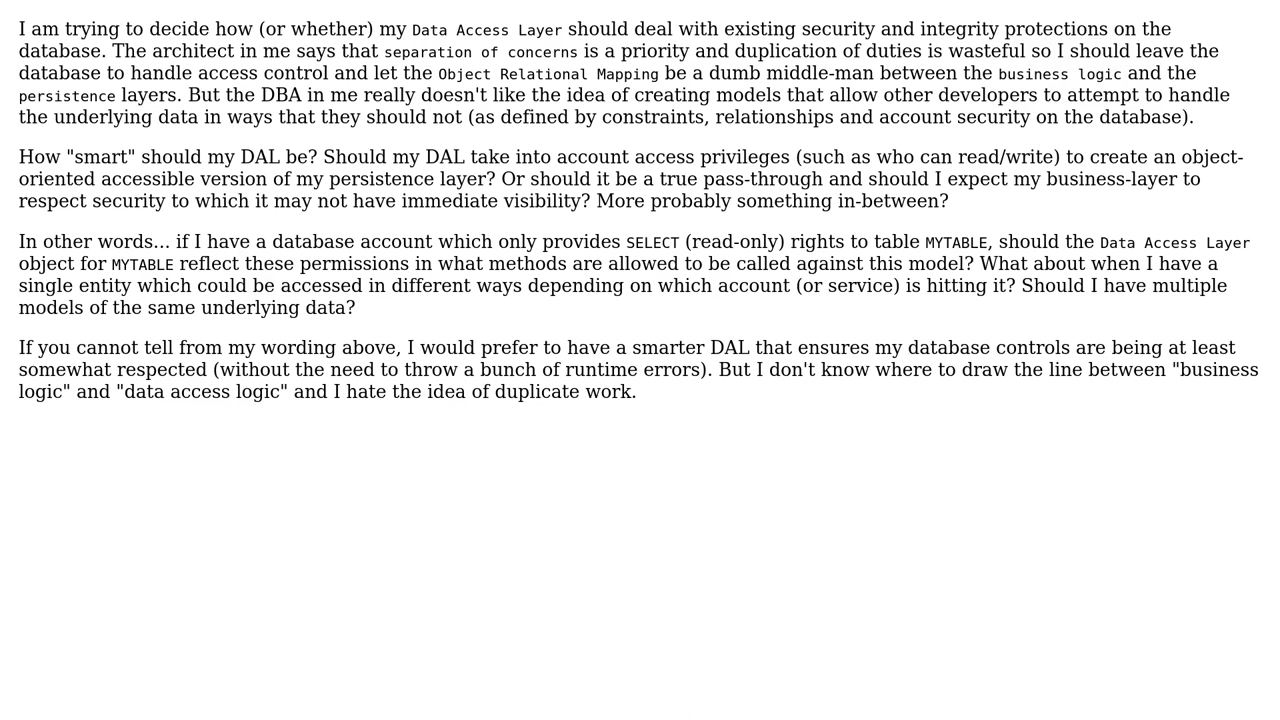 I am trying to decide how (or whether) my Data Access Layer should deal with existing security and integrity protections on the
database. The architect in me says that separation of concerns is a priority and duplication of duties is wasteful so I should leave the
database to handle access control and let the Object Relational Mapping be a dumb middle-man between the business logic and the
persistence layers. But the DBA in me really doesn't like the idea of creating models that allow other developers to attempt to handle
the underlying data in ways that they should not (as defined by constraints, relationships and account security on the database).
How "smart" should my DAL be? Should my DAL take into account access privileges (such as who can read/write) to create an object-
oriented accessible version of my persistence layer? Or should it be a true pass-through and should I expect my business-layer to
respect security to which it may not have immediate visibility? More probably something in-between?
In other words... if I have a database account which only provides SELECT (read-only) rights to table MYTABLE, should the Data Access Layer
object for MYTABLE reflect these permissions in what methods are allowed to be called against this model? What about when I have a
single entity which could be accessed in different ways depending on which account (or service) is hitting it? Should I have multiple
models of the same underlying data?
If you cannot tell from my wording above, I would prefer to have a smarter DAL that ensures my database controls are being at least
somewhat respected (without the need to throw a bunch of runtime errors). But I don't know where to draw the line between "business
logic" and "data access logic" and I hate the idea of duplicate work.